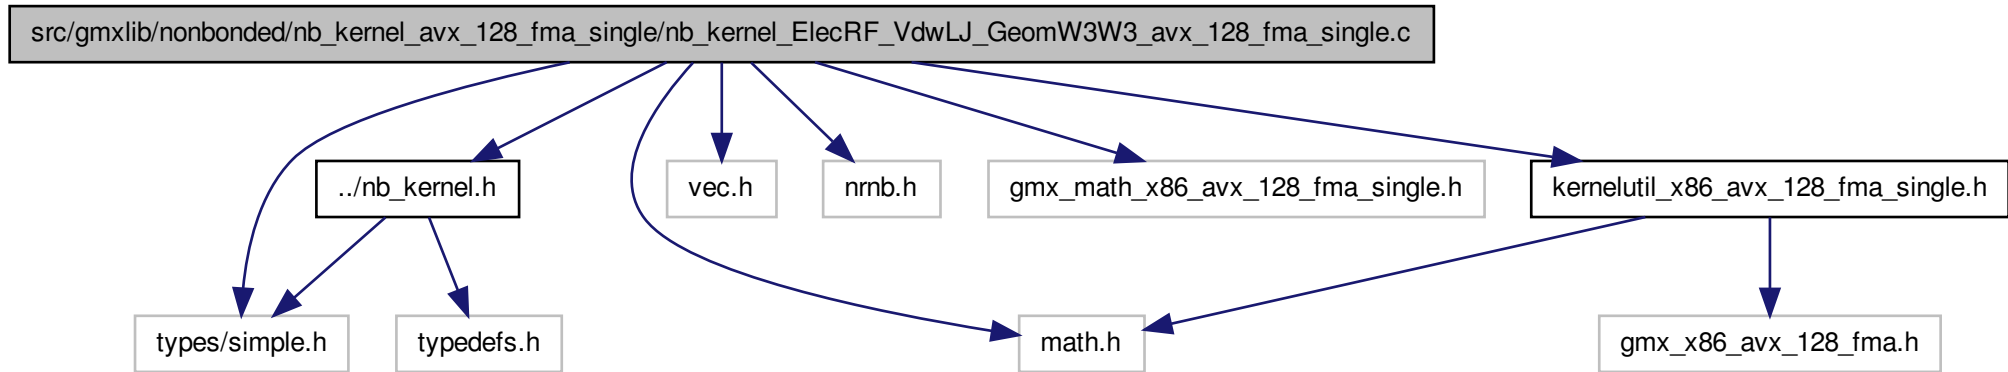 src/gmxlib/nonbonded/nb_kernel_avx_128_fma_single/nb_kernel_ElecRF_VdwLJ_GeomW3W3_avx_128_fma_single.c
../nb_kernel.h
vec.h
nrnb.h
gmx_math_x86_avx_128_fma_single.h
kernelutil_x86_avx_128_fma_single.h
types/simple.h
typedefs.h
math.h
gmx_x86_avx_128_fma.h